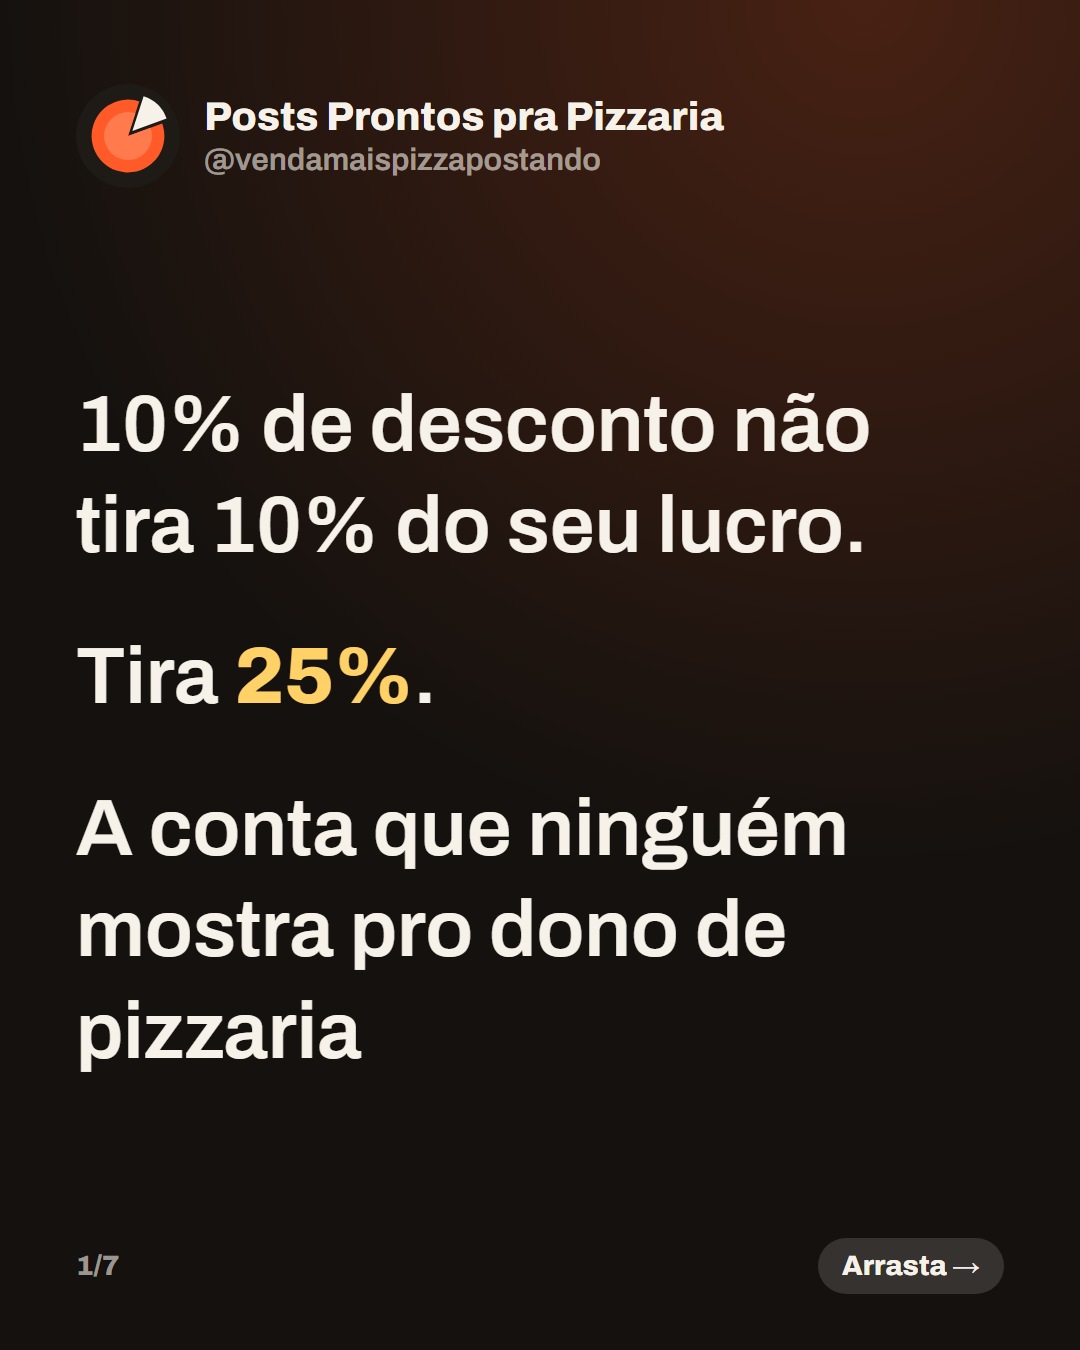 Posts Prontos pra Pizzaria
@vendamaispizzapostando
10% de desconto não
tira 10% do seu lucro.
Tira 25%.
A conta que ninguém
mostra pro dono de
pizzaria
1/7
Arrasta →